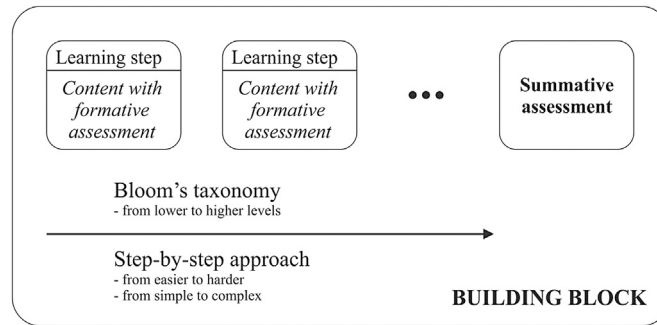 Learning step
Content with
formative
assessment
Learning step
Content with
formative
assessment
Summative
assessment
Bloom’s taxonomy
- from lower to higher levels
Step-by-step approach
- from easier to harder
- from simple to complex
BUILDING BLOCK